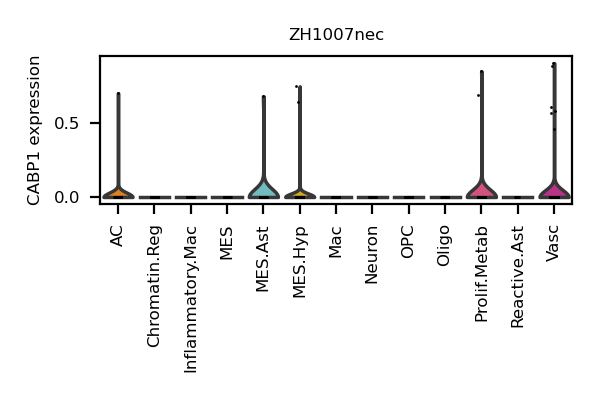 ZH1007nec
CABP1 expression
0.5
0.0
AC
Chromatin.Reg
Inflammatory.Mac
MES
MES.Ast
MES.Hyp
Mac
Neuron
OPC
Oligo
Prolif.Metab
Reactive.Ast
Vasc